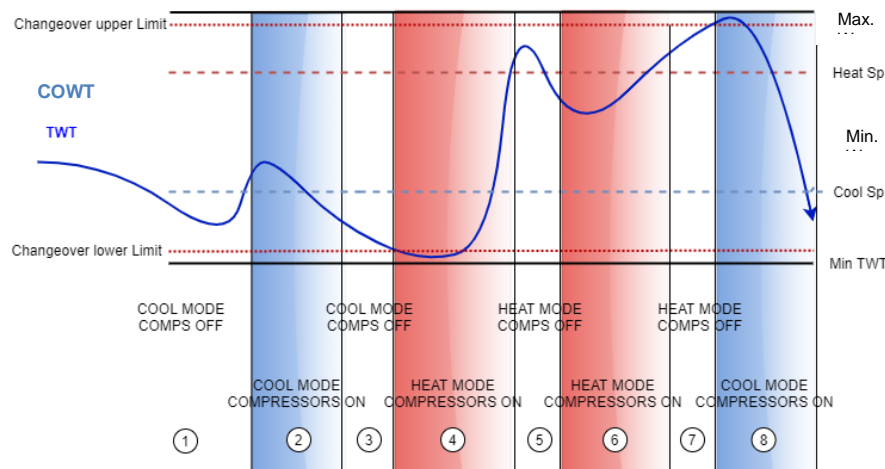 Changeover upper Limit
Max.
Heat Sp
COWT
TWT
Min.
Cool Sp
Changeover lower Limit
Min TWT
COOL MODE
COMPS OFF
COOL MODE
COMPS OFF
HEAT MODE
COMPS OFF
HEAT MODE
COMPS OFF
COOL MODE
COMPRESSORS ON
HEAT MODE
COMPRESSORS ON
HEAT MODE
COMPRESSORS ON
COOL MODE
COMPRESSORS ON
1 2 3 4 5 6 7 8